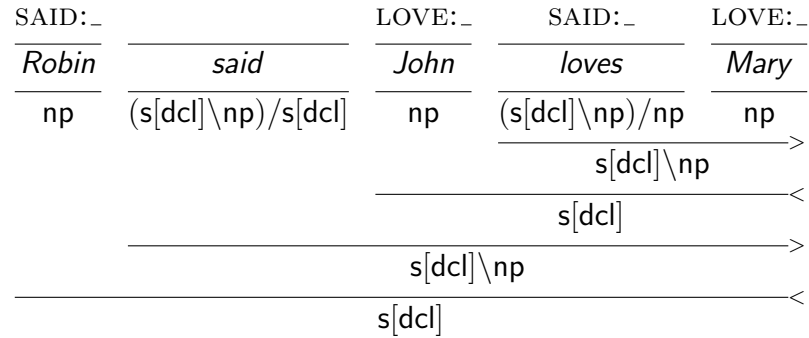 SAID:_ LOVE:_ SAID:_ LOVE:_
Robin said John loves Mary
np (s[dcl]\np)/s[dcl] np (s[dcl]\np)/np np
>
s[dcl]\np
<
s[dcl]
>
s[dcl]\np
<
s[dcl]